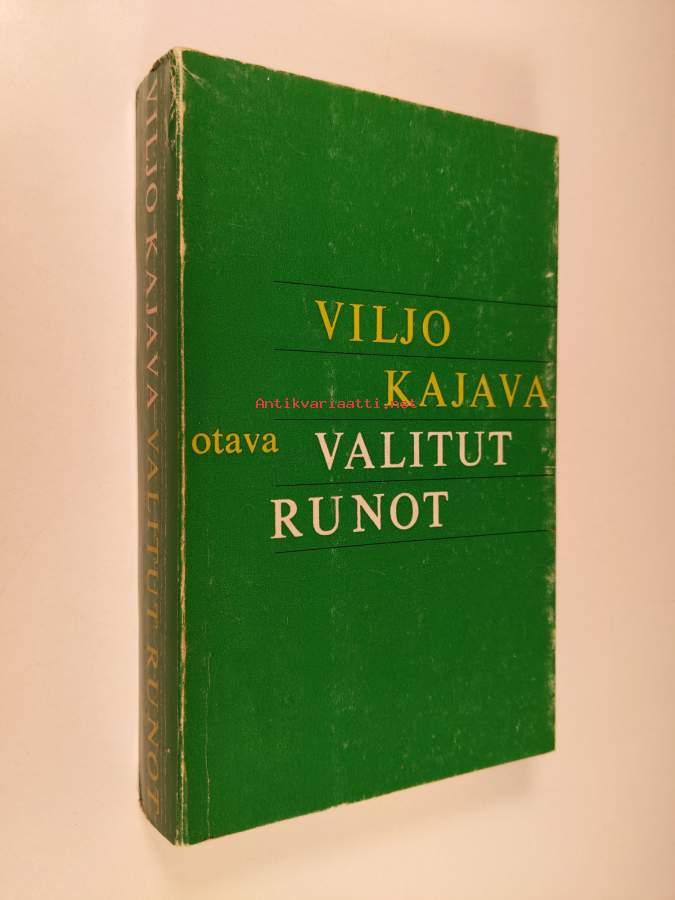 VILJO KAJAVA VALITUT RUNOT
VILJO
KAJAVA
Antikvariaatti.net
otava
VALITUT
RUNOT